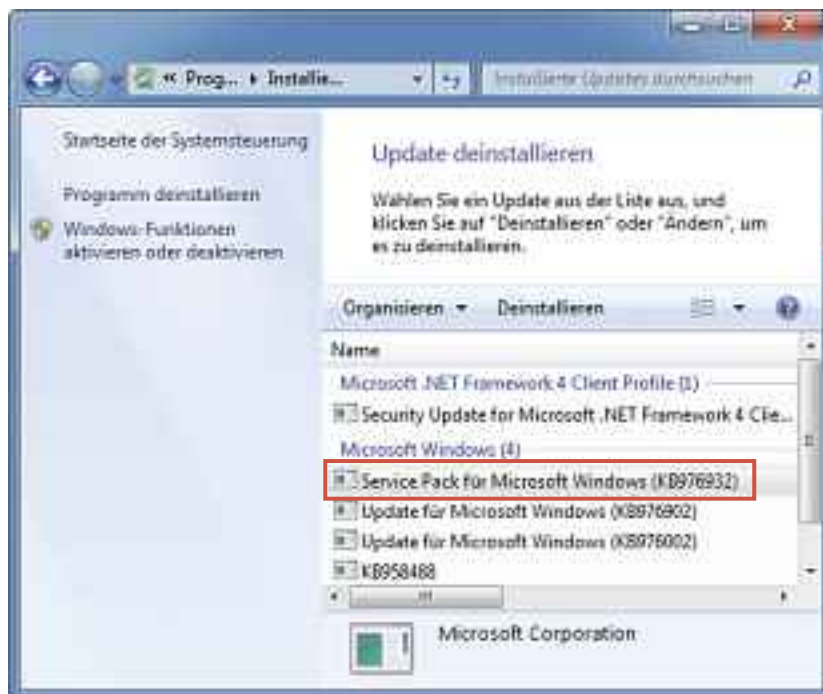 « Prog... ▸ Installie...
Installierte Updates durchsuchen
Startseite der Systemsteuerung
Programm deinstallieren
Windows-Funktionen
aktivieren oder deaktivieren
Update deinstallieren
Wählen Sie ein Update aus der Liste aus, und
klicken Sie auf "Deinstallieren" oder "Ändern", um
es zu deinstallieren.
Organisieren
Deinstallieren
Name
Microsoft .NET Framework 4 Client Profile (1)
Security Update for Microsoft .NET Framework 4 Clie...
Microsoft Windows (4)
Service Pack für Microsoft Windows (KB976932)
Update für Microsoft Windows (KB976902)
Update für Microsoft Windows (KB976002)
KB958488
Microsoft Corporation